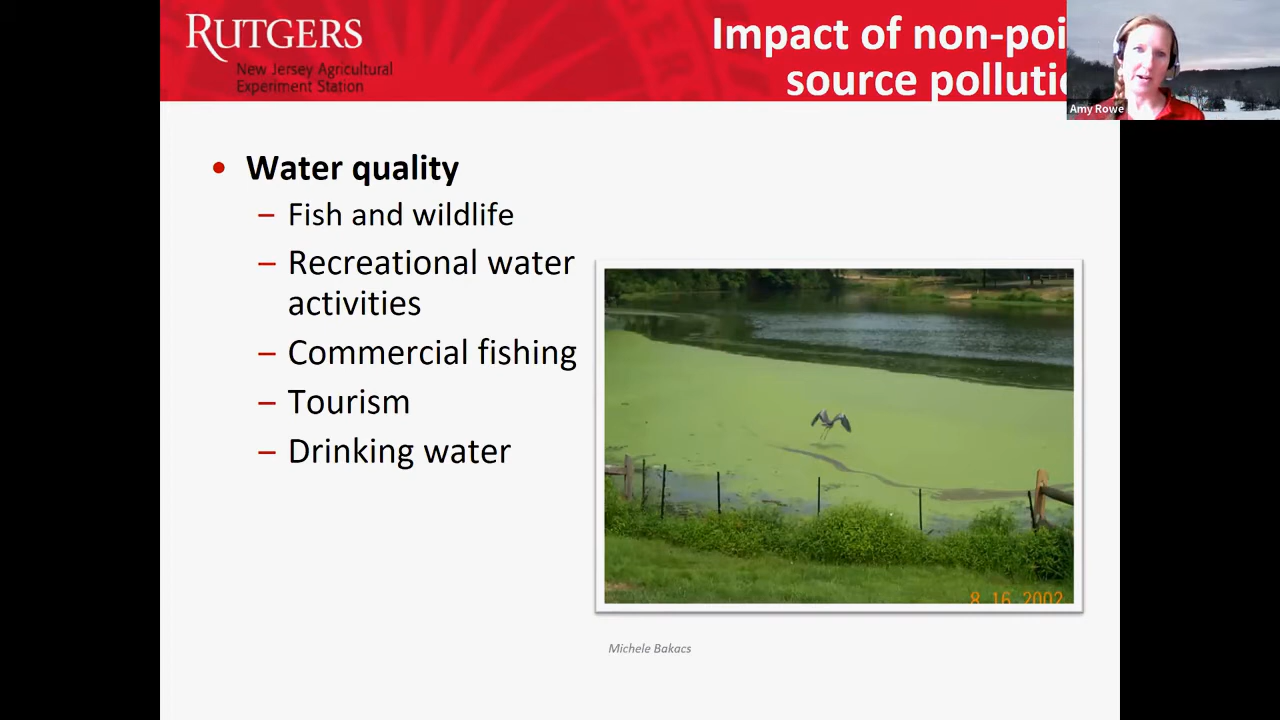 RUTGERS
New Jersey Agricultural
Experiment Station
Impact of non-poi
source polluti
Amy Rowe
• Water quality
– Fish and wildlife
– Recreational water
activities
– Commercial fishing
– Tourism
– Drinking water
8 16 2002
Michele Bakacs